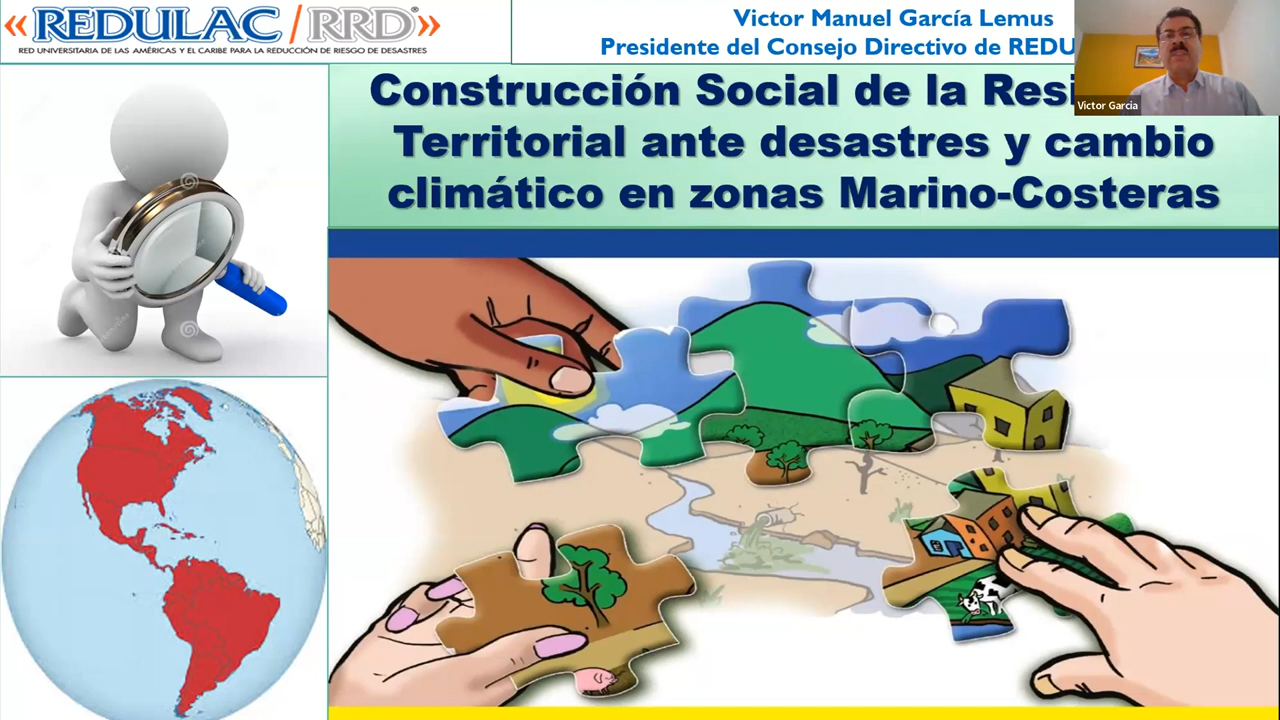 «REDULAC/RRD®»
RED UNIVERSITARIA DE LAS AMÉRICAS Y EL CARIBE PARA LA REDUCCIÓN DE RIESGO DE DESASTRES
Victor Manuel García Lemus
Presidente del Consejo Directivo de REDU
Victor Garcia
Construcción Social de la Resi
Territorial ante desastres y cambio
climático en zonas Marino-Costeras